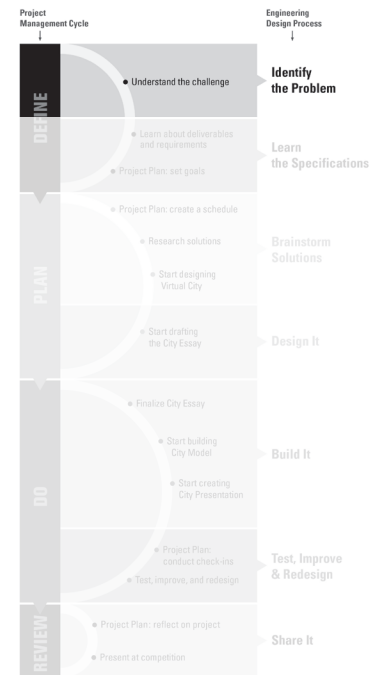 Project
Management Cycle
Engineering
Design Process
DEFINE
Understand the challenge
Identify
the Problem
Learn about deliverables
and requirements
Project Plan: set goals
Learn
the Specifications
PLAN
Project Plan: create a schedule
Research solutions
Start designing
Virtual City
Brainstorm
Solutions
Start drafting
the City Essay
Design It
DO
Finalize City Essay
Start building
City Model
Start creating
City Presentation
Build It
Project Plan:
conduct check-ins
Test, improve, and redesign
Test, Improve
& Redesign
REVIEW
Project Plan: reflect on project
Present at competition
Share It